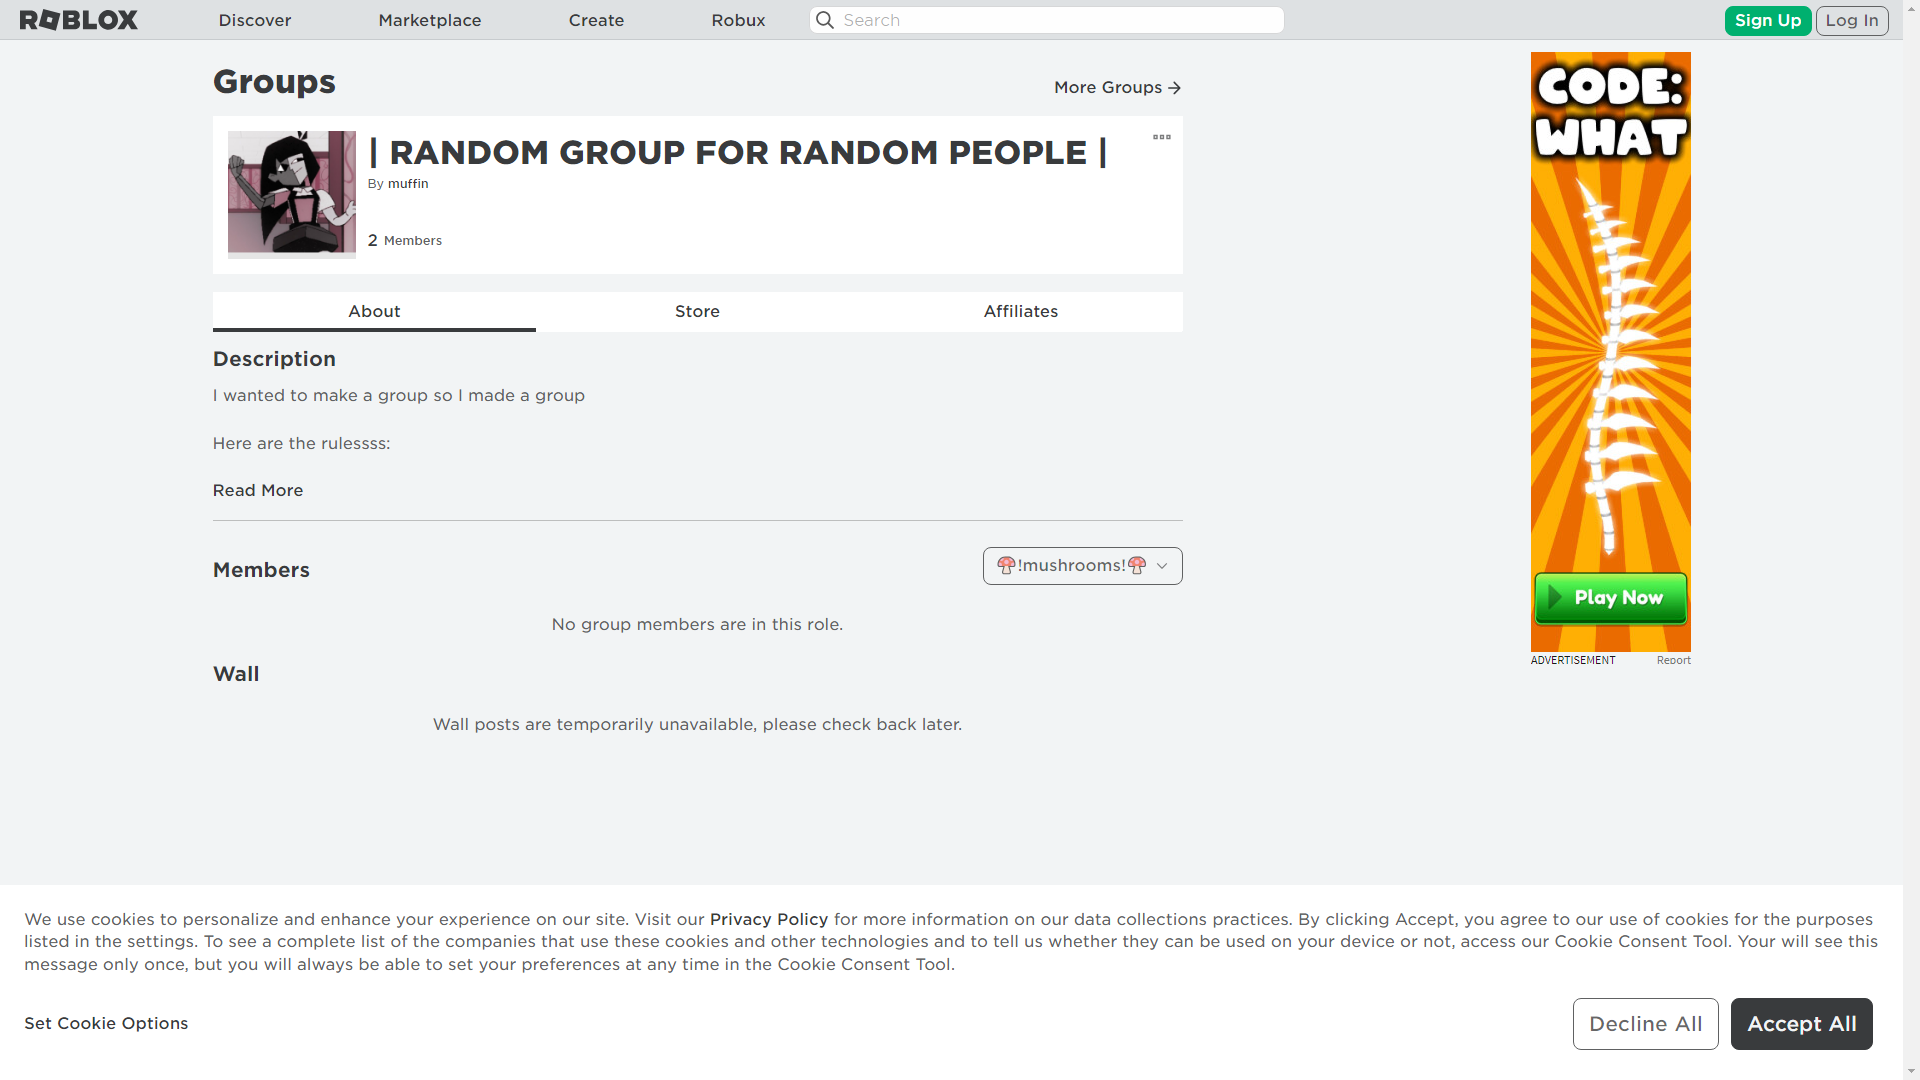 ROBLOX
Discover
Marketplace
Create
Robux
Search
Sign Up
Log In
Groups
More Groups
| RANDOM GROUP FOR RANDOM PEOPLE |
By muffin
2 Members
About
Store
Affiliates
Description
I wanted to make a group so I made a group
Here are the rulessss:
Read More
Members
🍄!mushrooms!🍄
No group members are in this role.
Wall
Wall posts are temporarily unavailable, please check back later.
CODE:
WHAT
Play Now
ADVERTISEMENT
Report
We use cookies to personalize and enhance your experience on our site. Visit our Privacy Policy for more information on our data collections practices. By clicking Accept, you agree to our use of cookies for the purposes
listed in the settings. To see a complete list of the companies that use these cookies and other technologies and to tell us whether they can be used on your device or not, access our Cookie Consent Tool. Your will see this
message only once, but you will always be able to set your preferences at any time in the Cookie Consent Tool.
Set Cookie Options
Decline All
Accept All